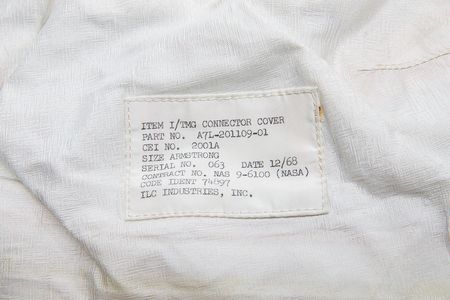 ITEM I/TMG CONNECTOR COVER
PART NO. A7L-201109-01
CEI NO. 2001A
SIZE ARMSTRONG
SERIAL NO. 063 DATE 12/68
CONTRACT NO. NAS 9-6100 (NASA)
CODE IDENT 74897
ILC INDUSTRIES, INC.